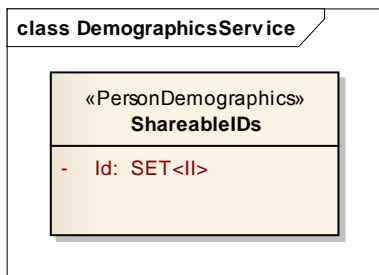 class DemographicsService
«PersonDemographics»
ShareableIDs
- Id: SET<II>